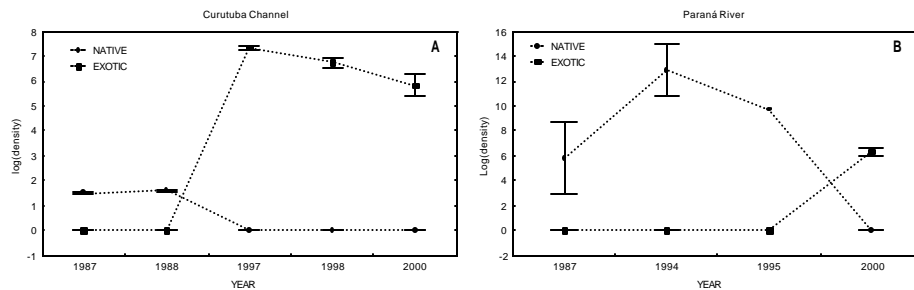 Curutuba Channel
A
NATIVE
EXOTIC
log(density)
8
7
6
5
4
3
2
1
0
-1
1987 1988 1997 1998 2000
YEAR
Paraná River
B
NATIVE
EXOTIC
Log(density)
16
14
12
10
8
6
4
2
0
-2
1987 1994 1995 2000
YEAR